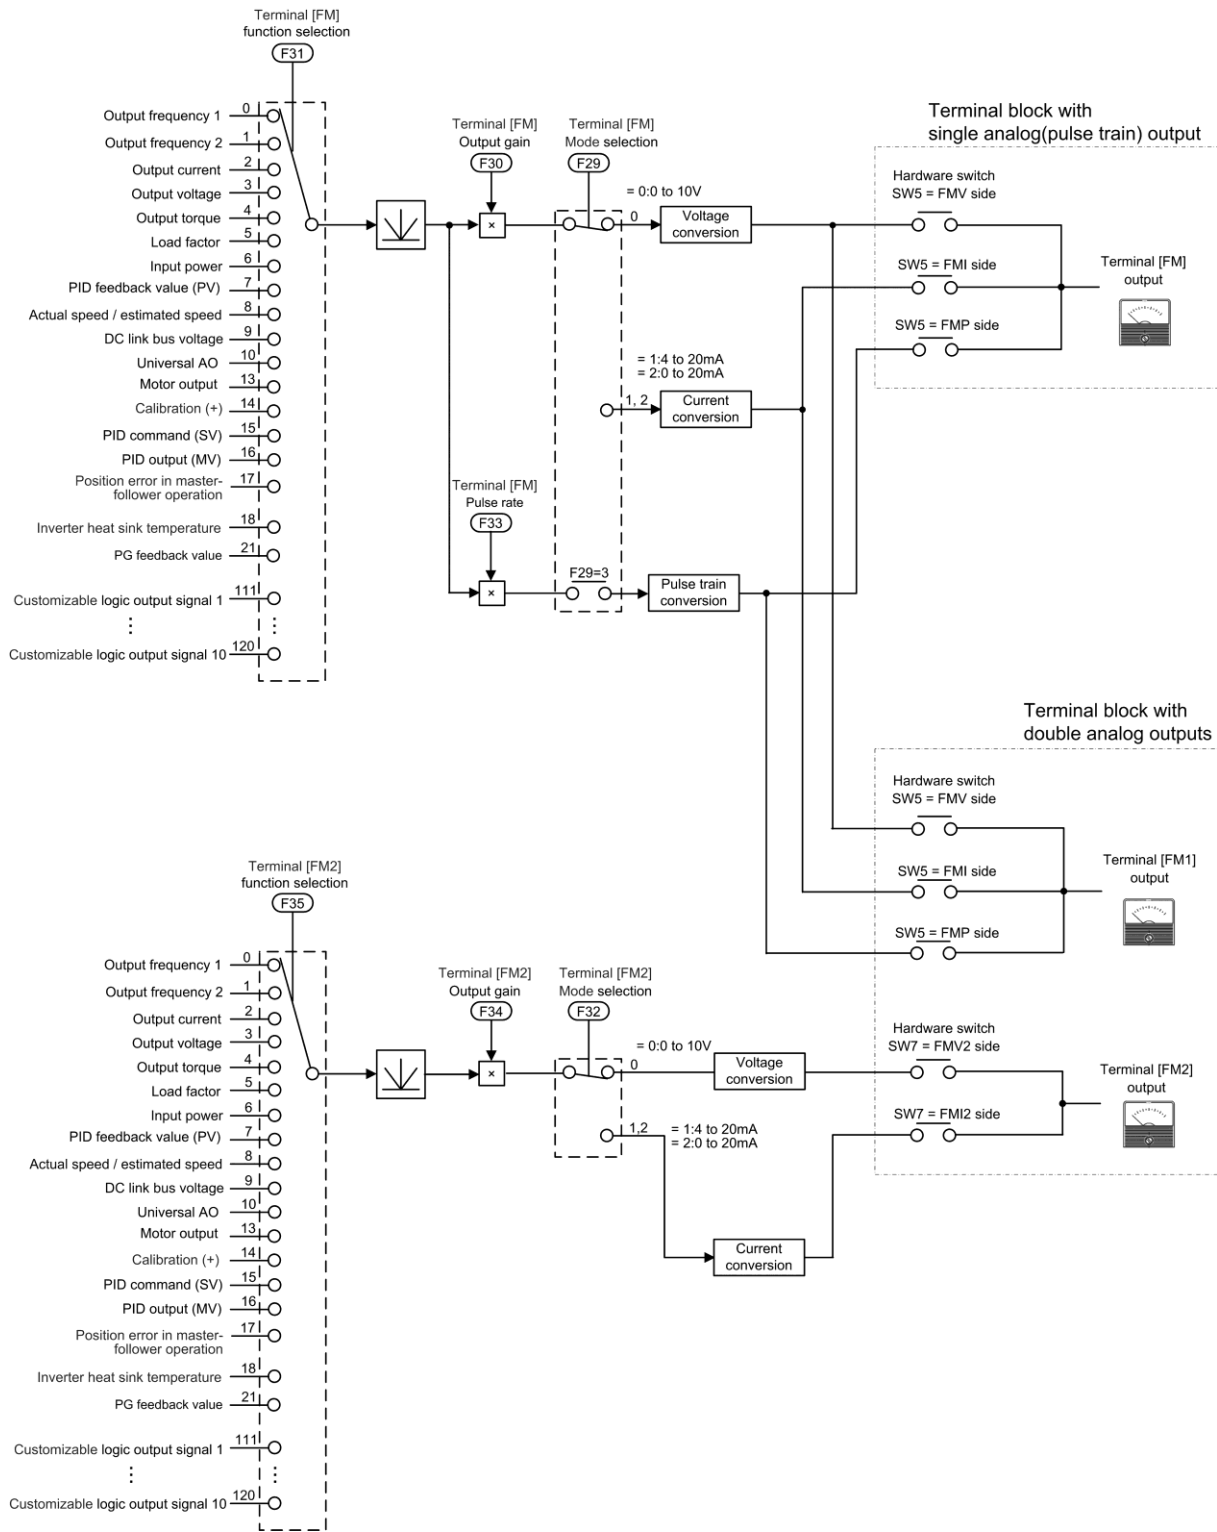 Terminal [FM]
function selection
F31
Output frequency 1
0
Output frequency 2
1
Output current
2
Output voltage
3
Output torque
4
Load factor
5
Input power
6
PID feedback value (PV)
7
Actual speed / estimated speed
8
DC link bus voltage
9
Universal AO
10
Motor output
13
Calibration (+)
14
PID command (SV)
15
PID output (MV)
16
Position error in master-
follower operation
17
Inverter heat sink temperature
18
PG feedback value
21
Customizable logic output signal 1
111
Customizable logic output signal 10
120
Terminal [FM]
Output gain
F30
×
Terminal [FM]
Mode selection
F29
= 0:0 to 10V
0
Voltage
conversion
= 1:4 to 20mA
= 2:0 to 20mA
1, 2
Current
conversion
Terminal [FM]
Pulse rate
F33
×
F29=3
Pulse train
conversion
Terminal block with
single analog(pulse train) output
Hardware switch
SW5 = FMV side
SW5 = FMI side
SW5 = FMP side
Terminal [FM]
output
Terminal block with
double analog outputs
Hardware switch
SW5 = FMV side
SW5 = FMI side
SW5 = FMP side
Terminal [FM1]
output
Hardware switch
SW7 = FMV2 side
SW7 = FMI2 side
Terminal [FM2]
output
Terminal [FM2]
function selection
F35
Output frequency 1
0
Output frequency 2
1
Output current
2
Output voltage
3
Output torque
4
Load factor
5
Input power
6
PID feedback value (PV)
7
Actual speed / estimated speed
8
DC link bus voltage
9
Universal AO
10
Motor output
13
Calibration (+)
14
PID command (SV)
15
PID output (MV)
16
Position error in master-
follower operation
17
Inverter heat sink temperature
18
PG feedback value
21
Customizable logic output signal 1
111
Customizable logic output signal 10
120
Terminal [FM2]
Output gain
F34
×
Terminal [FM2]
Mode selection
F32
= 0:0 to 10V
0
Voltage
conversion
1,2
= 1:4 to 20mA
= 2:0 to 20mA
Current
conversion